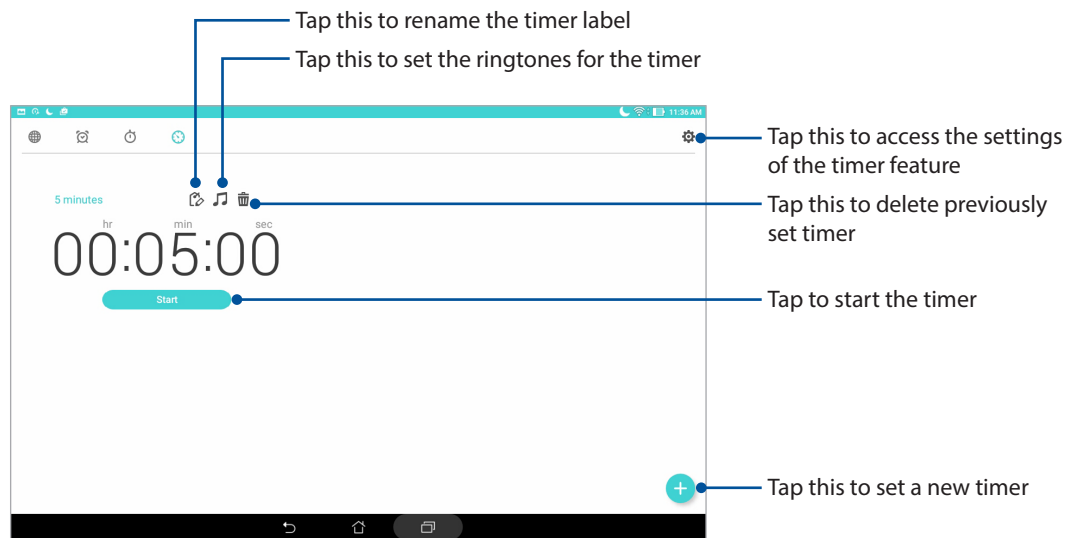 Tap this to rename the timer label
Tap this to set the ringtones for the timer
11:36 AM
Tap this to access the settings
of the timer feature
5 minutes
Tap this to delete previously
set timer
hr min sec
00:05:00
Start
Tap to start the timer
Tap this to set a new timer